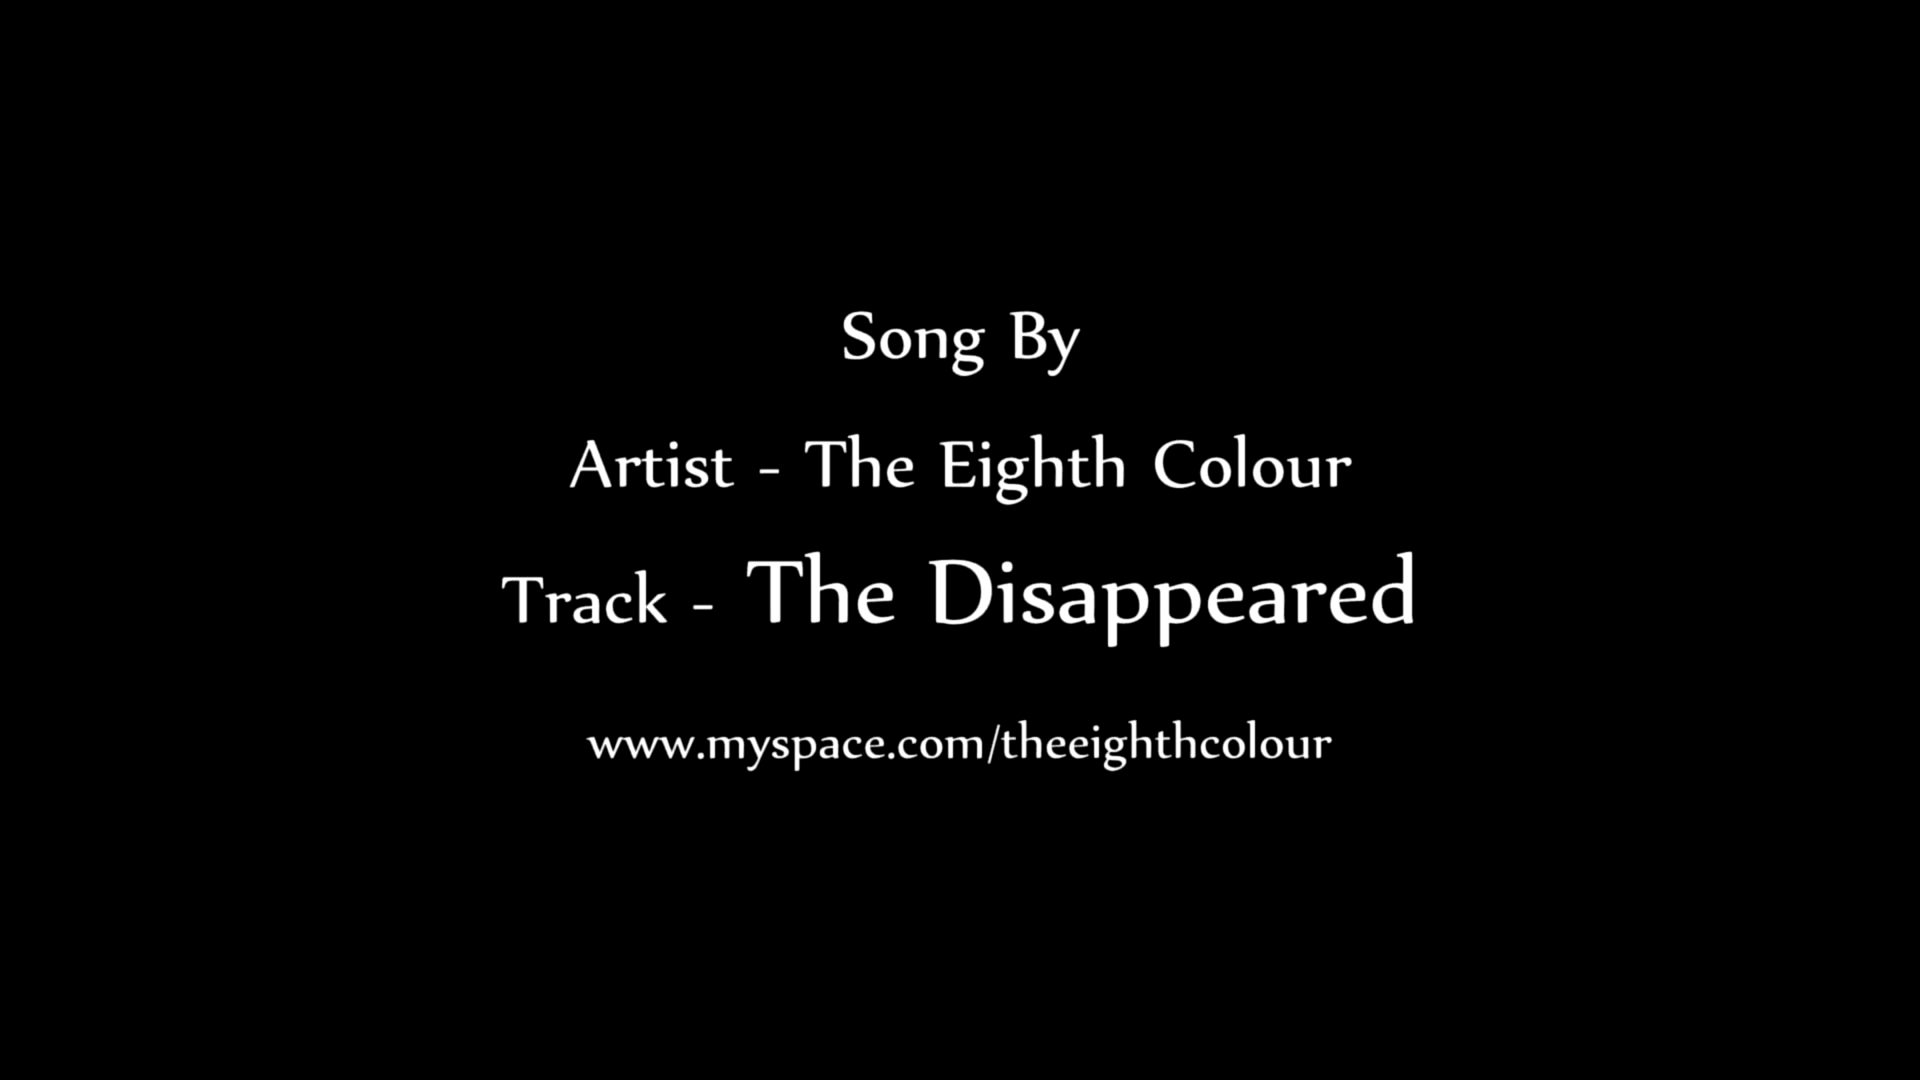 Song By
Artist - The Eighth Colour
Track - The Disappeared
www.myspace.com/theeighthcolour